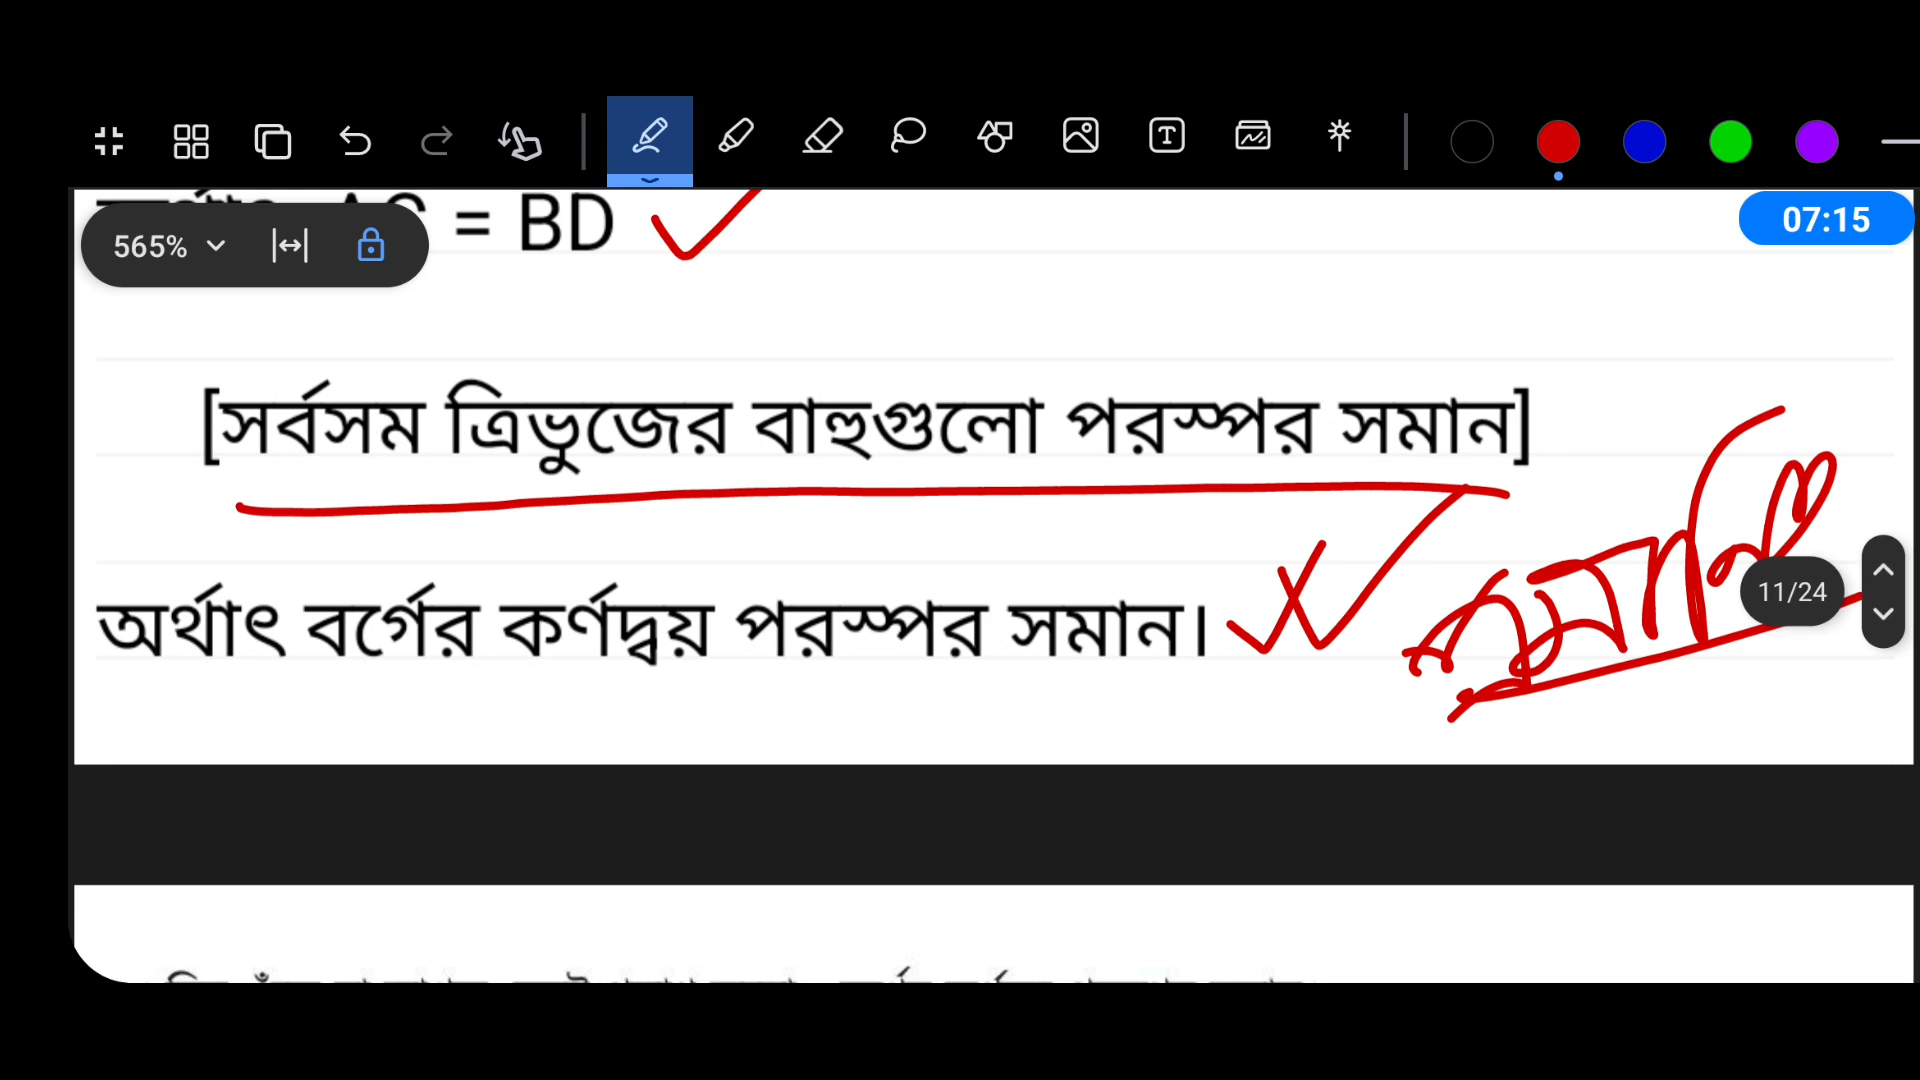 = BD
07:15
565%
[সর্বসম ত্রিভুজের বাহুগুলো পরস্পর সমান]
অর্থাৎ বর্গের কর্ণদ্বয় পরস্পর সমান।
11/24